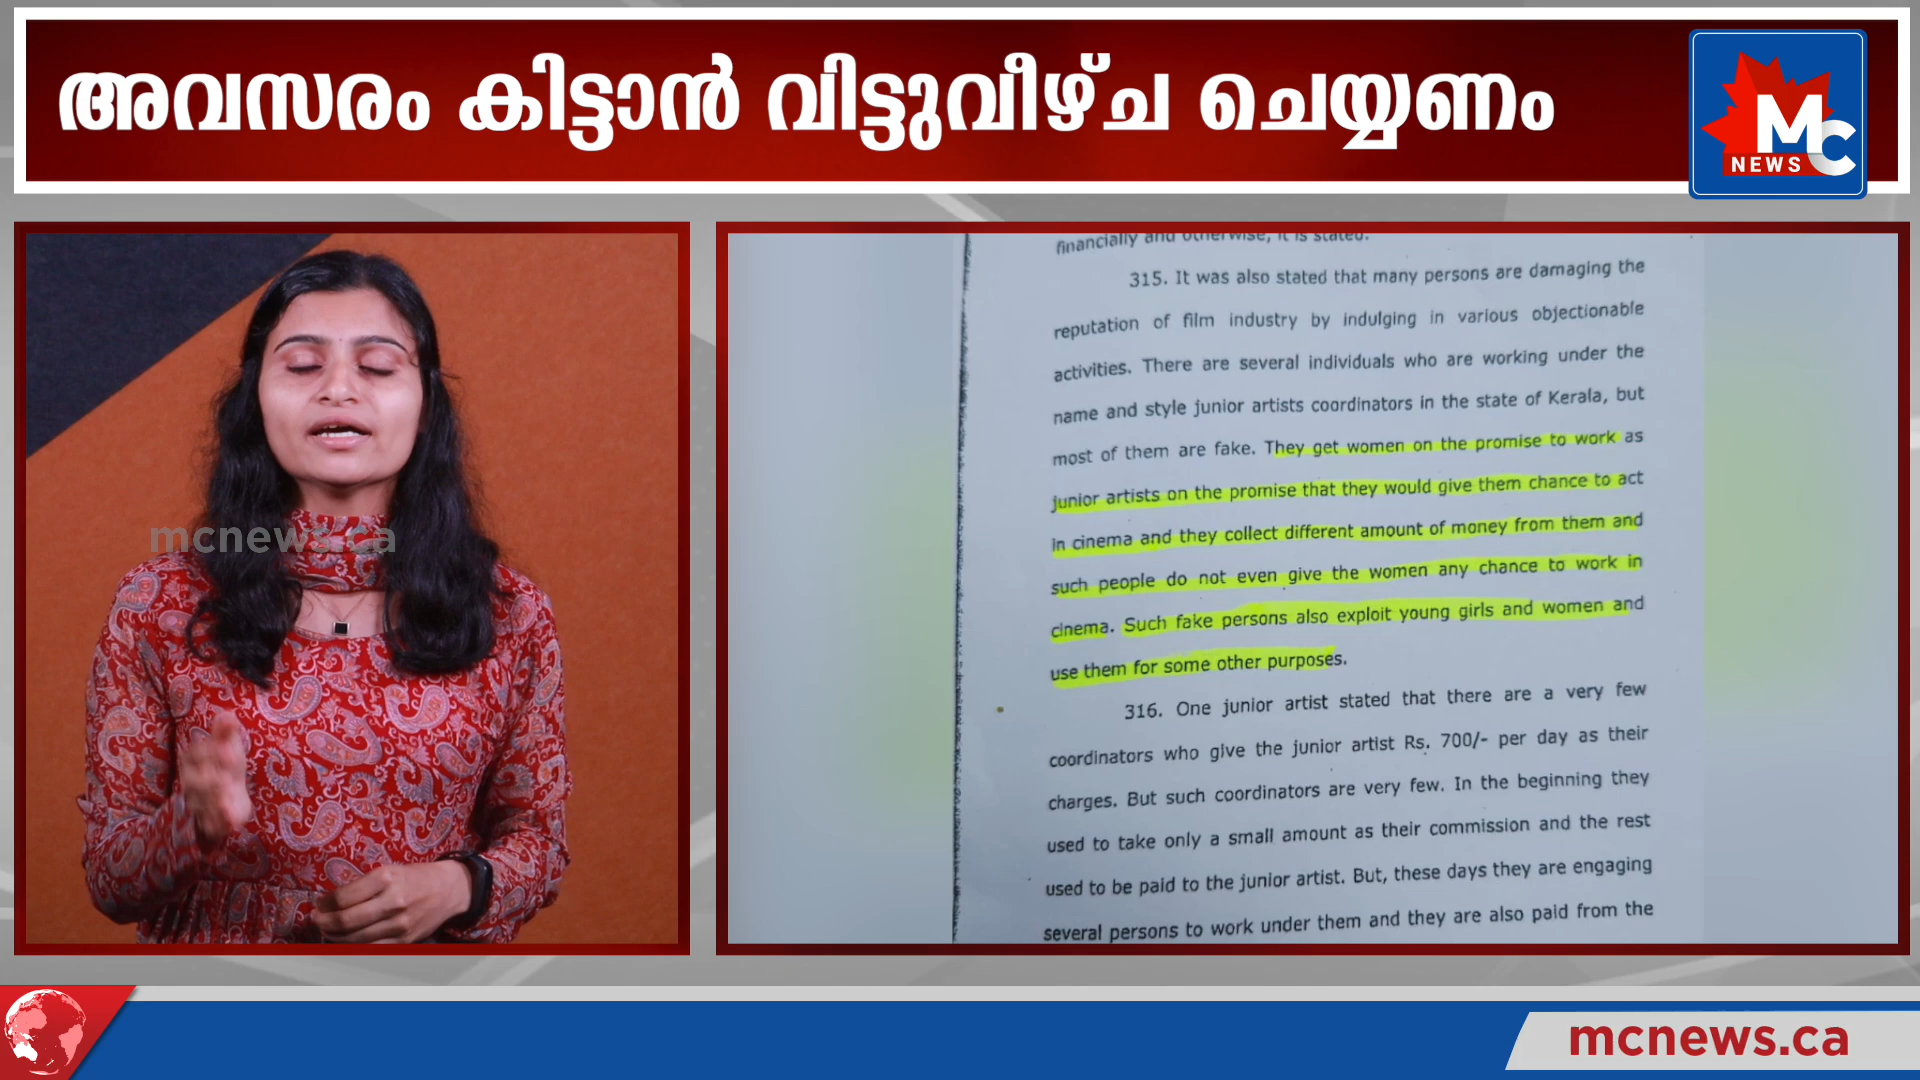 അവസരം കിട്ടാൻ വിട്ടുവീഴ്ച ചെയ്യണം
MC
NEWS
mcnews.ca
financially and otherwise, it is stated.
315. It was also stated that many persons are damaging the
reputation of film industry by indulging in various objectionable
activities. There are several individuals who are working under the
name and style junior artists coordinators in the state of Kerala, but
most of them are fake. They get women on the promise to work as
junior artists on the promise that they would give them chance to act
in cinema and they collect different amount of money from them and
such people do not even give the women any chance to work in
cinema. Such fake persons also exploit young girls and women and
use them for some other purposes.
316. One junior artist stated that there are a very few
coordinators who give the junior artist Rs. 700/- per day as their
charges. But such coordinators are very few. In the beginning they
used to take only a small amount as their commission and the rest
used to be paid to the junior artist. But, these days they are engaging
several persons to work under them and they are also paid from the
mcnews.ca